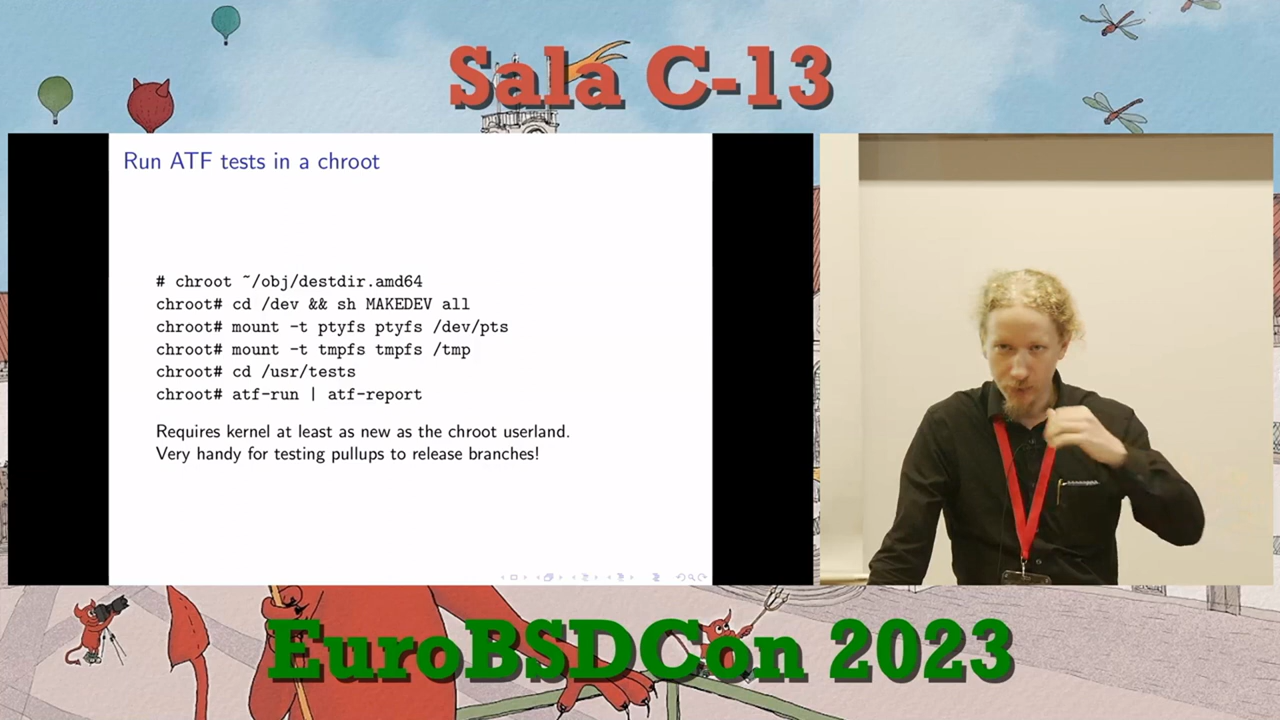 Sala C-13
Run ATF tests in a chroot
# chroot ~/obj/destdir.amd64
chroot# cd /dev && sh MAKEDEV all
chroot# mount -t ptyfs ptyfs /dev/pts
chroot# mount -t tmpfs tmpfs /tmp
chroot# cd /usr/tests
chroot# atf-run | atf-report
Requires kernel at least as new as the chroot userland.
Very handy for testing pullups to release branches!
EuroBSDCon 2023